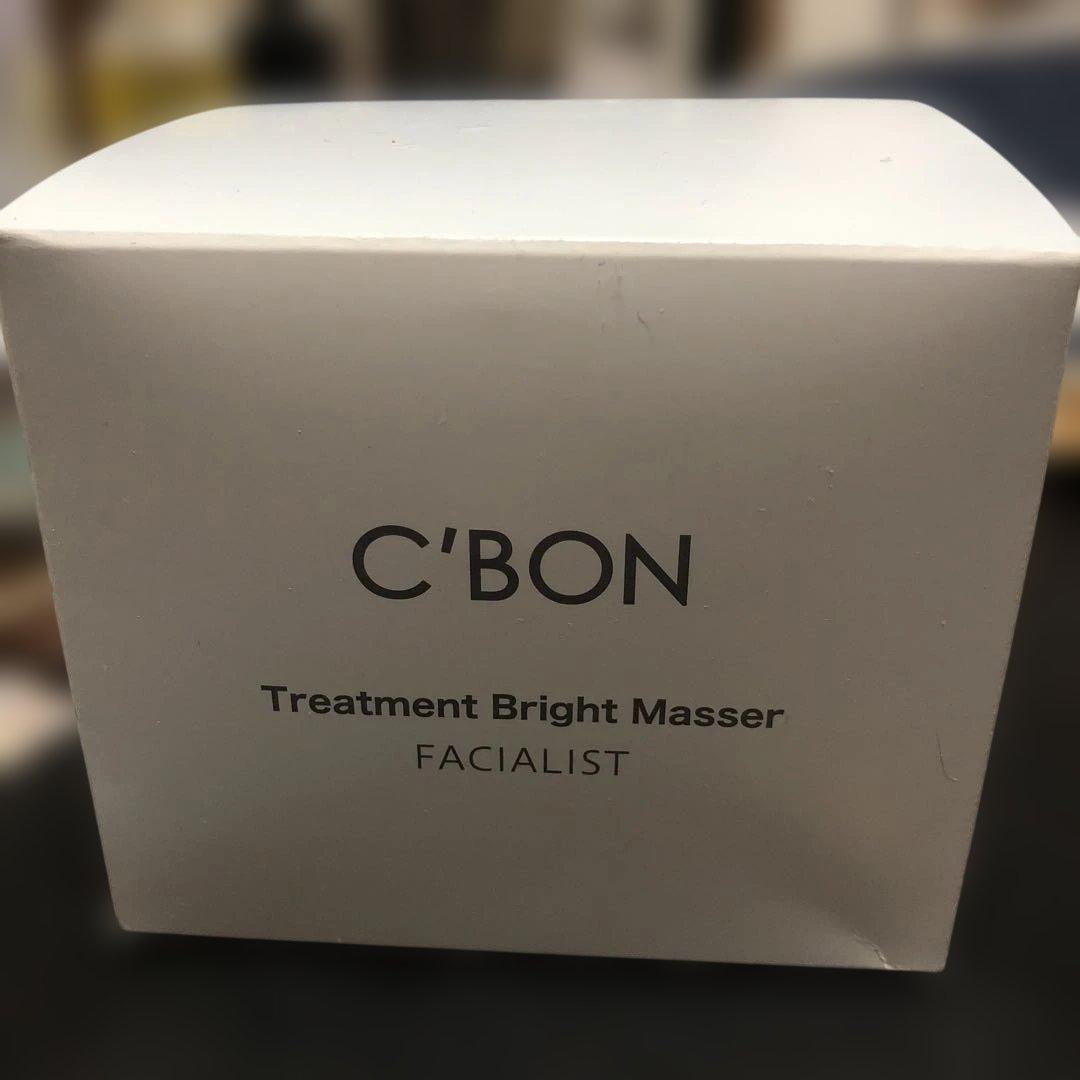 C'BON
Treatment Bright Masser
FACIALIST